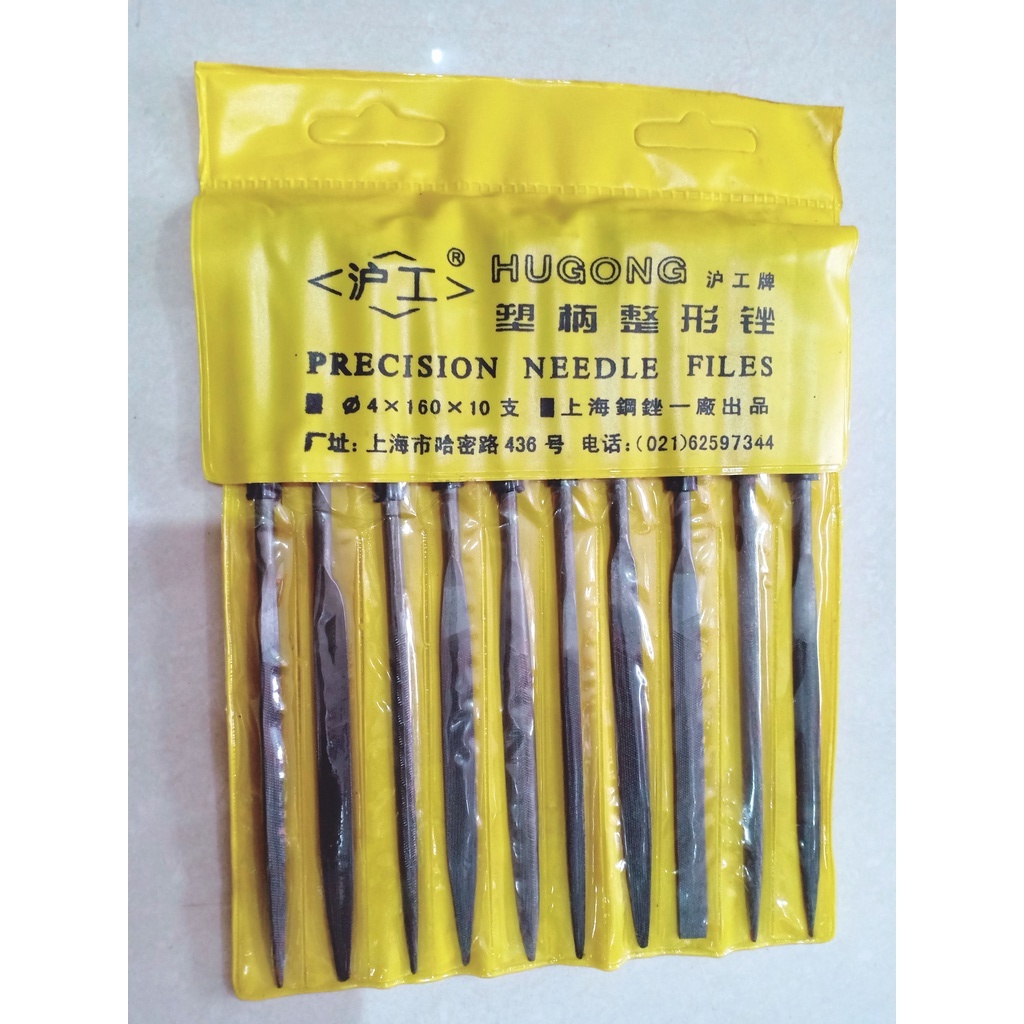 沪工®
HUGONG 沪工牌
塑柄整形锉
PRECISION NEEDLE FILES
Ø4×160×10支 上海鋼銼一廠出品
厂址：上海市哈密路436号 电话：(021)62597344